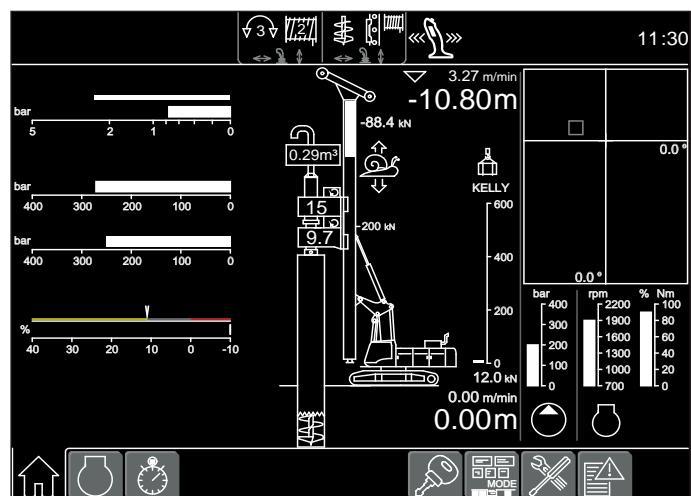 3 2 11:30
3.27 m/min
-10.80m
bar
5 2 1 0
-88.4 kN
0.29m³
0.0 °
KELLY
bar
400 300 200 100 0
15
600
-200 kN
9.7
bar
400 300 200 100 0
400
0.0 °
bar rpm % Nm
400 2200 100
300 1900 80
200 1600 60
100 1300 40
0 1000 20
700 0
200
%
40 30 20 10 0 -10
0
12.0 kN
0.00 m/min
0.00m
MODE